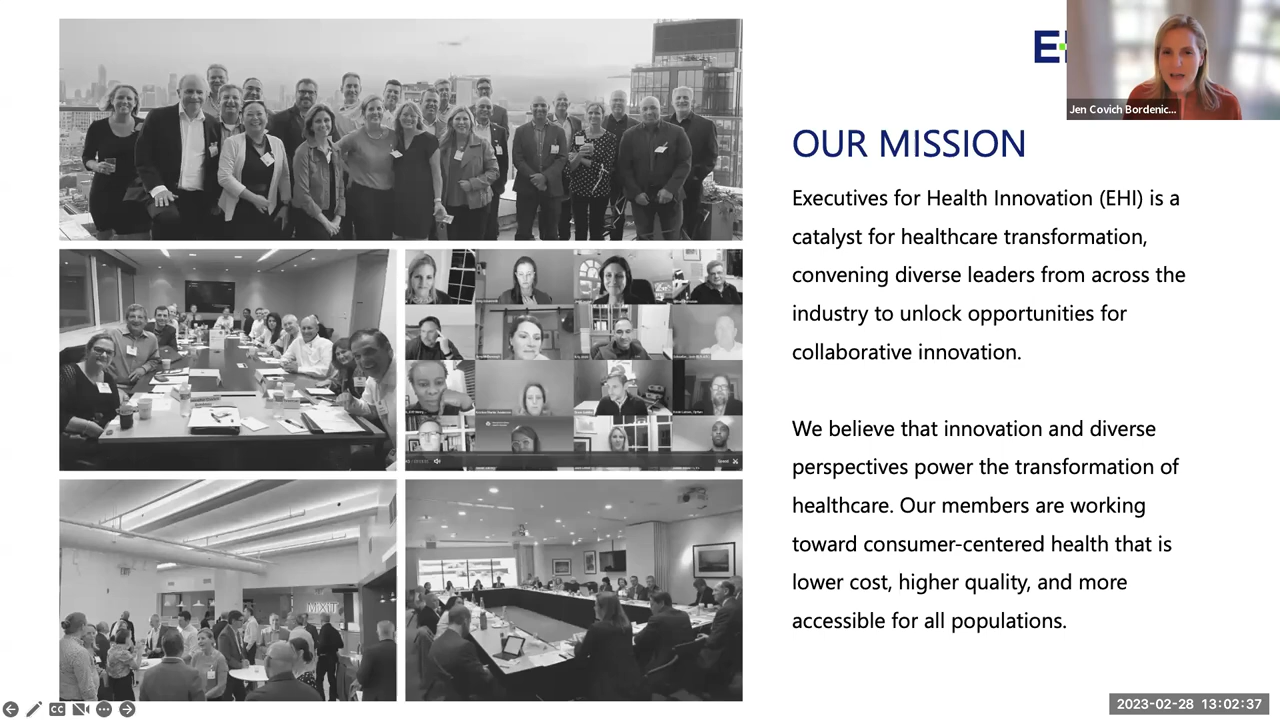 E
Jen Covich Bordenic...
OUR MISSION
Executives for Health Innovation (EHI) is a
catalyst for healthcare transformation,
convening diverse leaders from across the
industry to unlock opportunities for
collaborative innovation.
We believe that innovation and diverse
perspectives power the transformation of
healthcare. Our members are working
toward consumer-centered health that is
lower cost, higher quality, and more
accessible for all populations.
MXIT
CC
2023-02-28 13:02:37